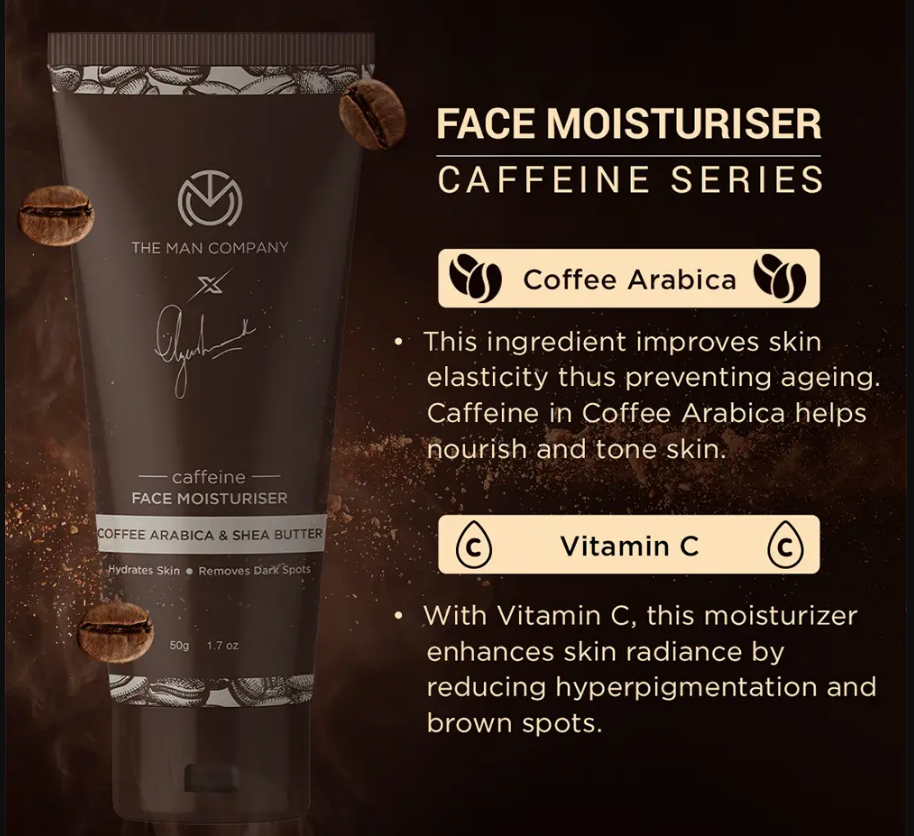 THE MAN COMPANY
X
caffeine
FACE MOISTURISER
COFFEE ARABICA & SHEA BUTTER
Hydrates Skin ● Removes Dark Spots
50g 1.7 oz
FACE MOISTURISER
CAFFEINE SERIES
Coffee Arabica
• This ingredient improves skin
elasticity thus preventing ageing.
Caffeine in Coffee Arabica helps
nourish and tone skin.
C Vitamin C C
• With Vitamin C, this moisturizer
enhances skin radiance by
reducing hyperpigmentation and
brown spots.